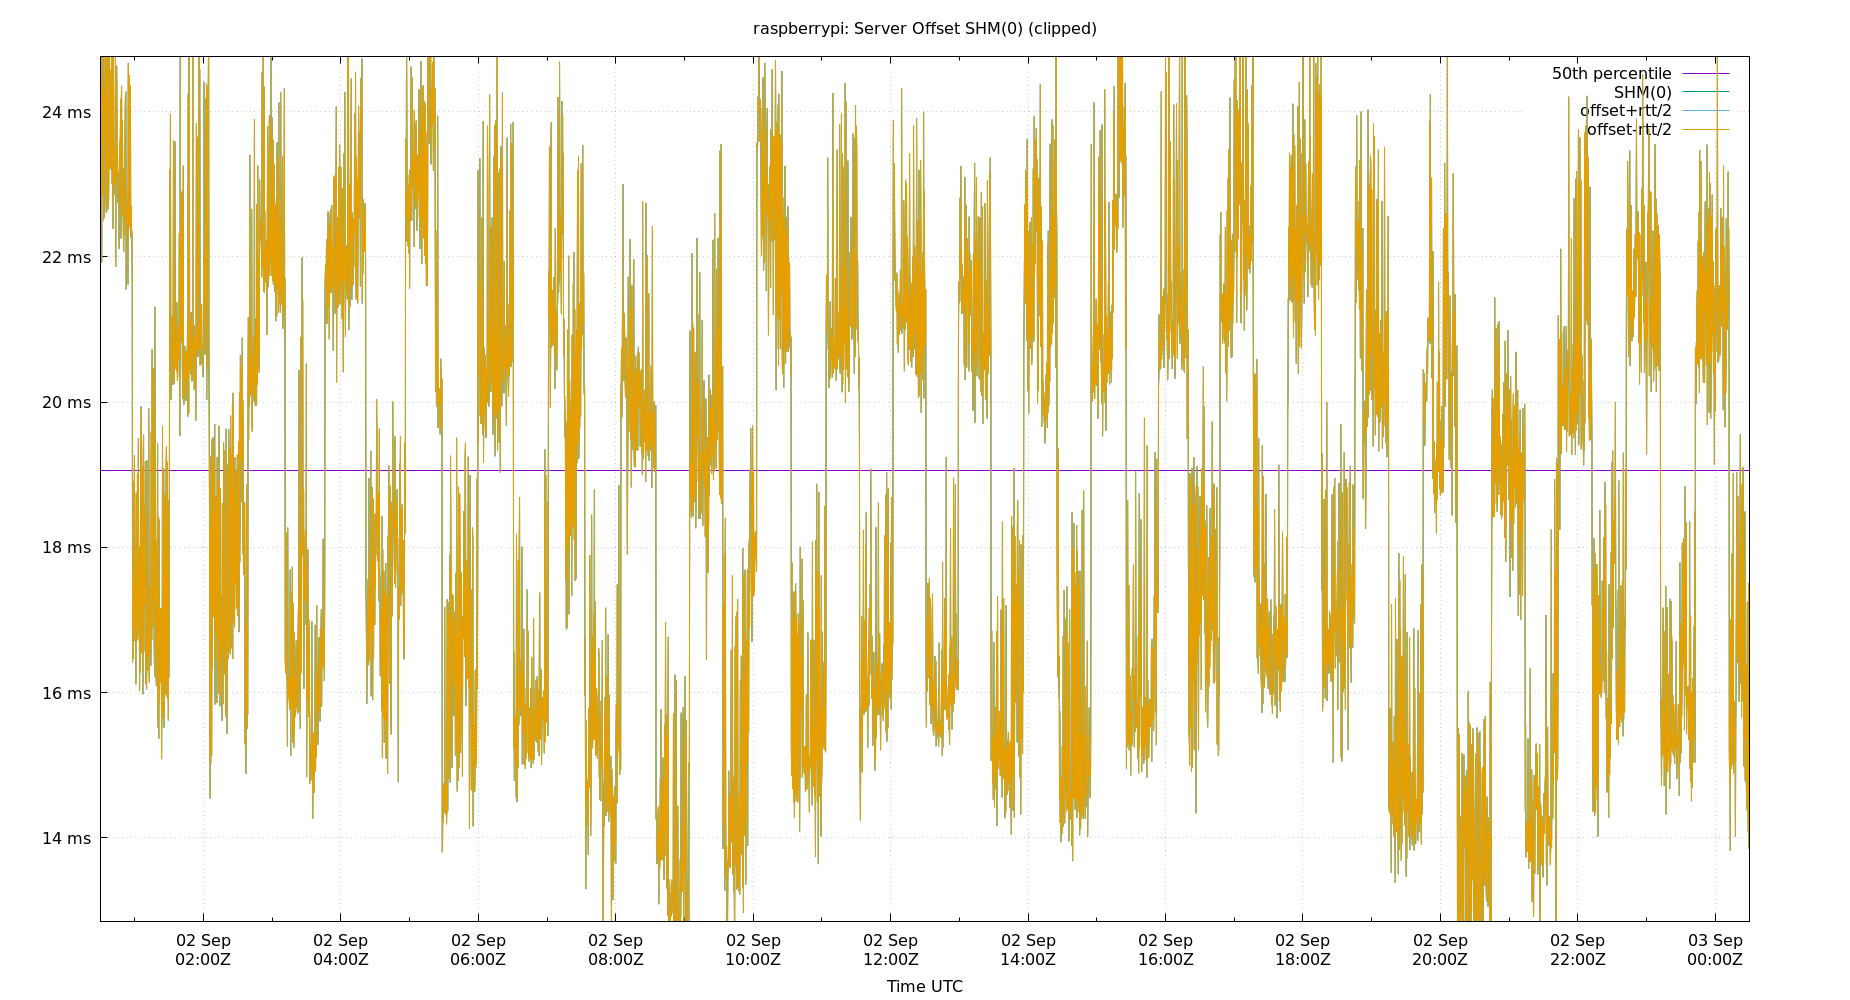 raspberrypi: Server Offset SHM(0) (clipped)
50th percentile
SHM(0)
offset+rtt/2
offset-rtt/2
24 ms
22 ms
20 ms
18 ms
16 ms
14 ms
02 Sep 02 Sep 02 Sep 02 Sep 02 Sep 02 Sep 02 Sep 02 Sep 02 Sep 02 Sep 02 Sep 03 Sep
02:00Z 04:00Z 06:00Z 08:00Z 10:00Z 12:00Z 14:00Z 16:00Z 18:00Z 20:00Z 22:00Z 00:00Z
Time UTC